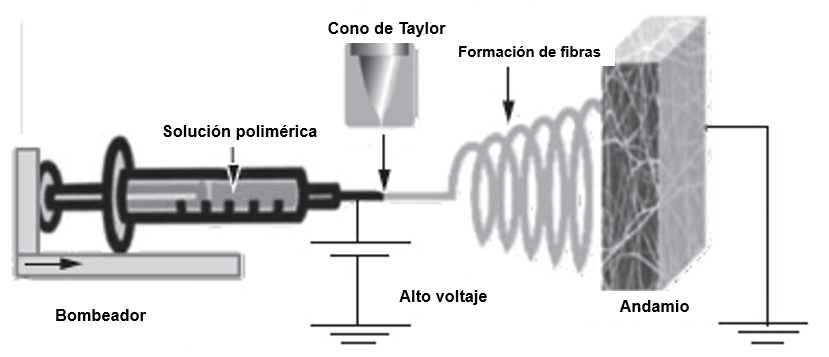 Cono de Taylor
Formación de fibras
Solución polimérica
Alto voltaje
Andamio
Bombeador